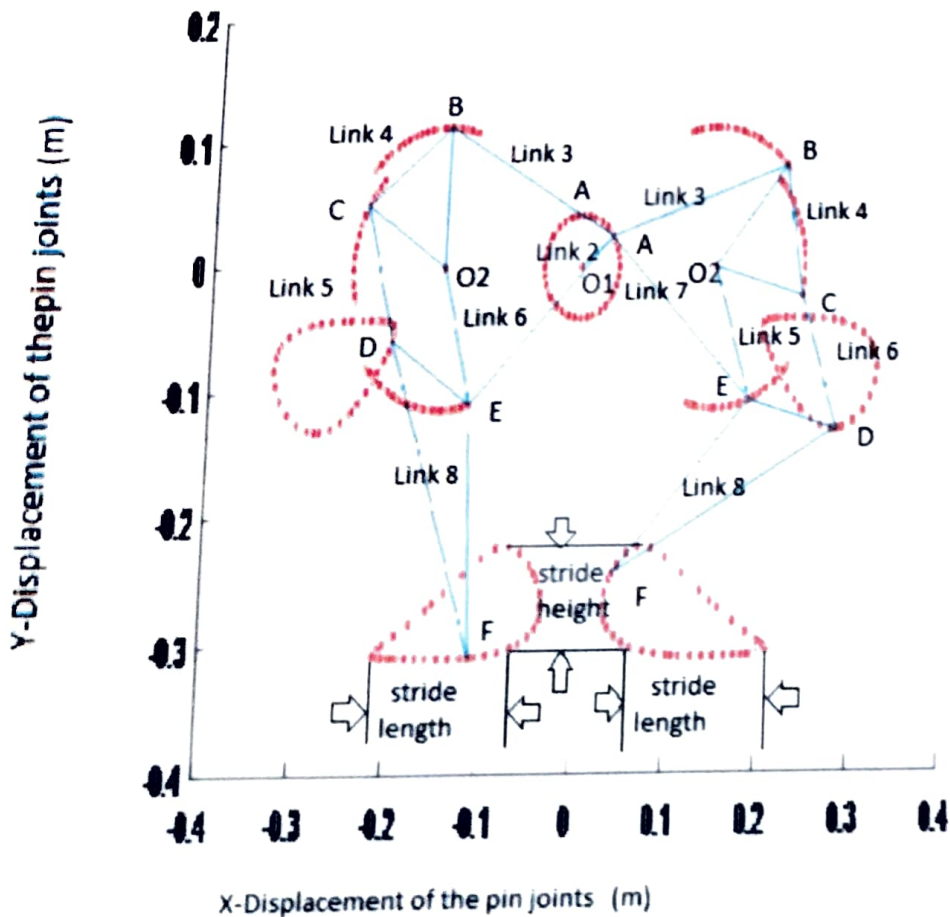 0.2
B
Link 4
Link 3
B
0.1
A
Link 3
C
A
Link 4
Link 2
0
O2
O1
O2
Link 7
Link 5
C
Link 6
Link 5
Link 6
D
-0.1
E
E
D
Link 8
Link 8
-0.2
stride
height
F
F
-0.3
stride
length
stride
length
-0.4
-0.4
-0.3
-0.2
-0.1
0
0.1
0.2
0.3
0.4
Y-Displacement of thepin joints (m)
X-Displacement of the pin joints (m)